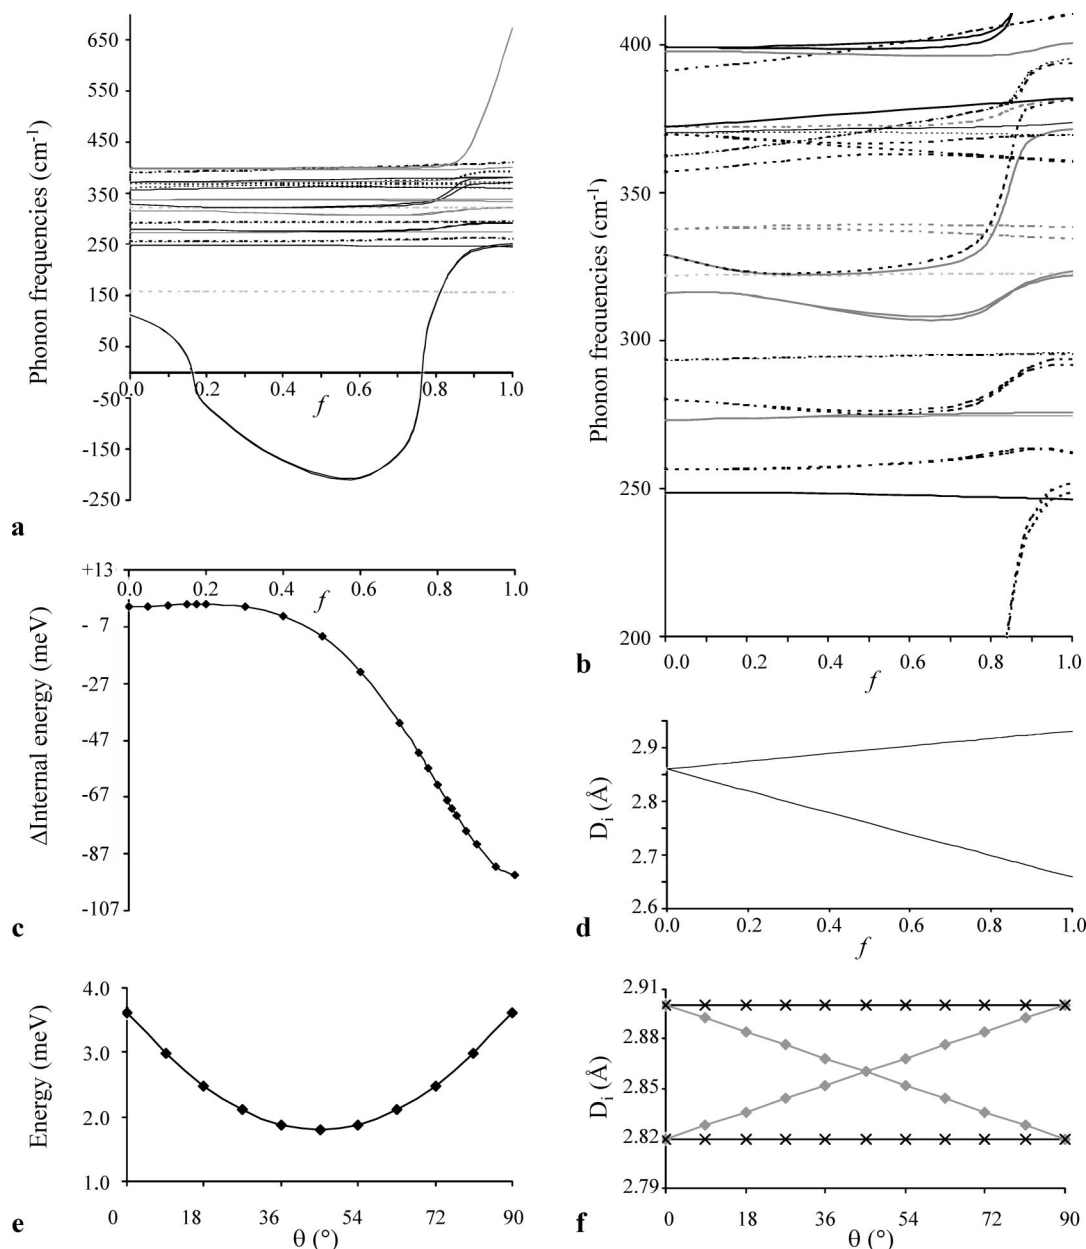 650
550
450
350
250
150
50
-50
-150
-250
0.0 0.2 0.4 0.6 0.8 1.0
f
Phonon frequencies (cm-1)
a
400
350
300
250
200
0.0 0.2 0.4 0.6 0.8 1.0
f
Phonon frequencies (cm-1)
b
+13
- 7
-27
-47
-67
-87
-107
0.0 0.2 0.4 0.6 0.8 1.0
f
ΔInternal energy (meV)
c
2.9
2.8
2.7
2.6
0.0 0.2 0.4 0.6 0.8 1.0
f
Di (Å)
d
4.0
3.0
2.0
1.0
0 18 36 54 72 90
θ (°)
Energy (meV)
e
2.91
2.88
2.85
2.82
2.79
0 18 36 54 72 90
θ (°)
Di (Å)
f